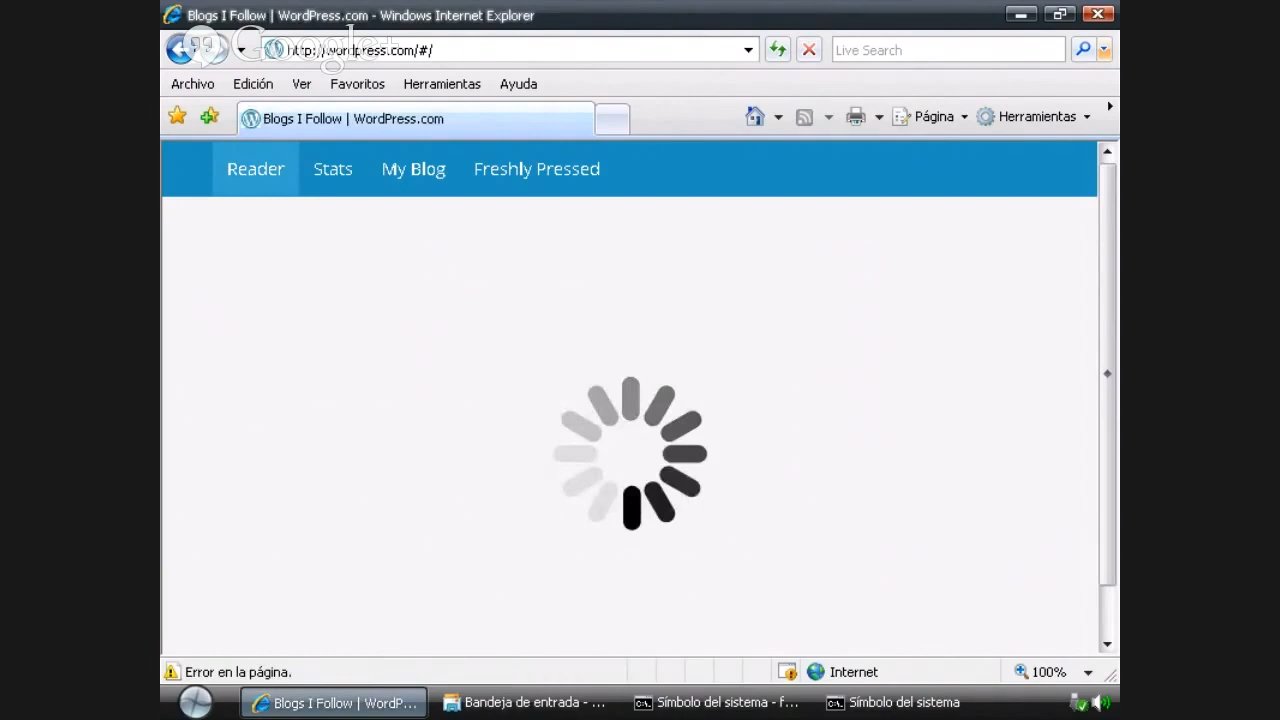 Blogs I Follow | WordPress.com - Windows Internet Explorer
Google+
http://wordpress.com/#/
Live Search
Archivo Edición Ver Favoritos Herramientas Ayuda
Blogs I Follow | WordPress.com
Página Herramientas
Reader Stats My Blog Freshly Pressed
Error en la página.
Internet
100%
Blogs I Follow | WordP...
Bandeja de entrada - ...
Símbolo del sistema - f...
Símbolo del sistema